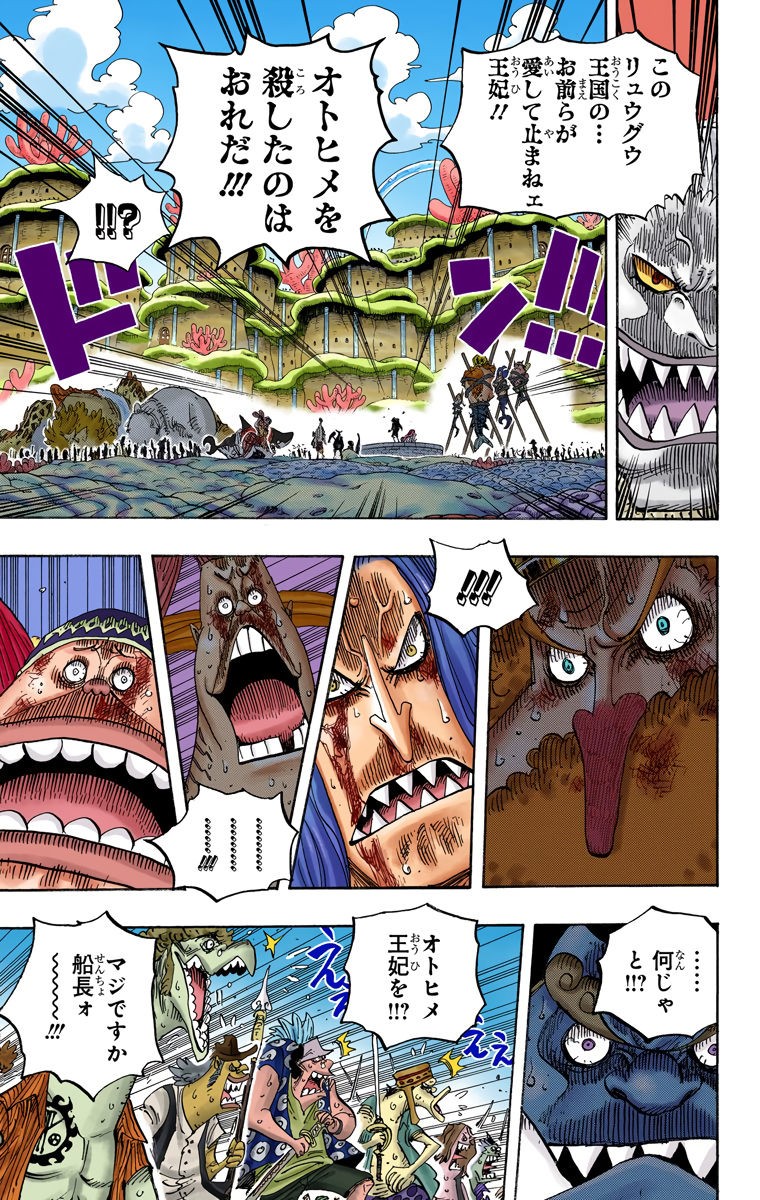 この
リュウグウ
王国の…
お前らが
愛して止まねェ
王妃!!
オトヒメを
殺したのは
おれだ!!!
!!?
ドン!!!
!!!
………
………
………!!!
……
何じゃ
と!!?
オトヒメ
王妃を
!!?
ええ
ええ
マジですか
船長ォ
〜〜〜〜!!!